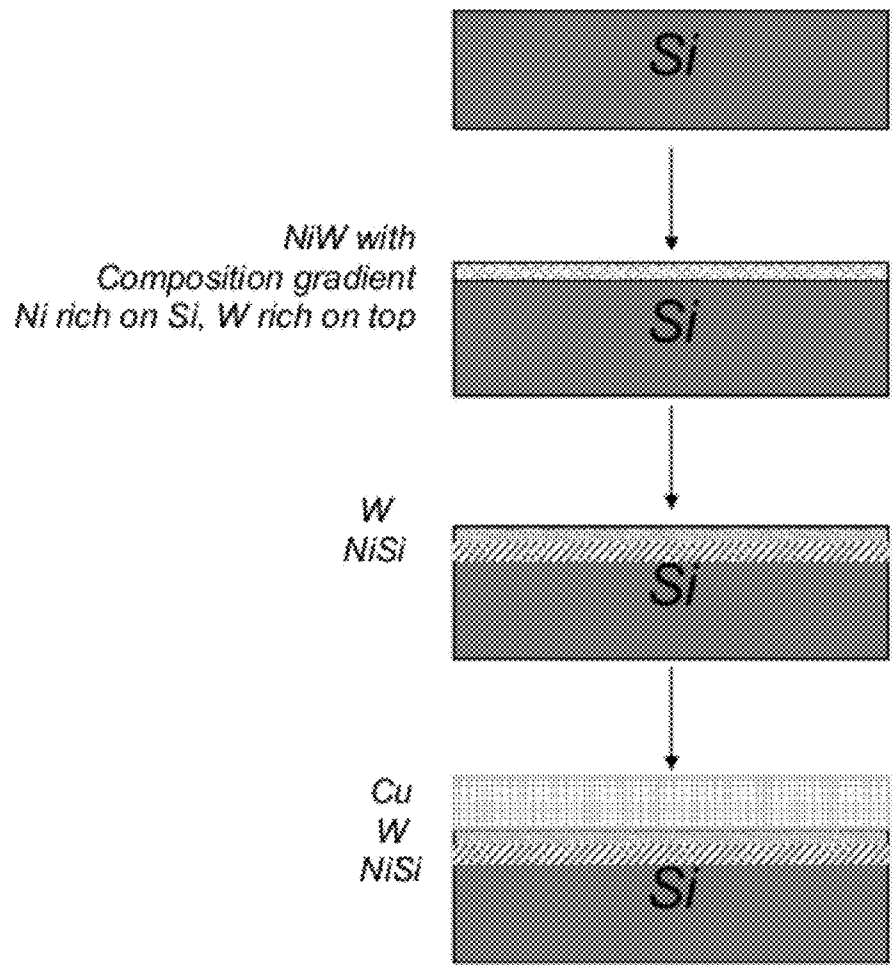 Si
NiW with
Composition gradient
Ni rich on Si, W rich on top
Si
W
NiSi
Si
Cu
W
NiSi
Si